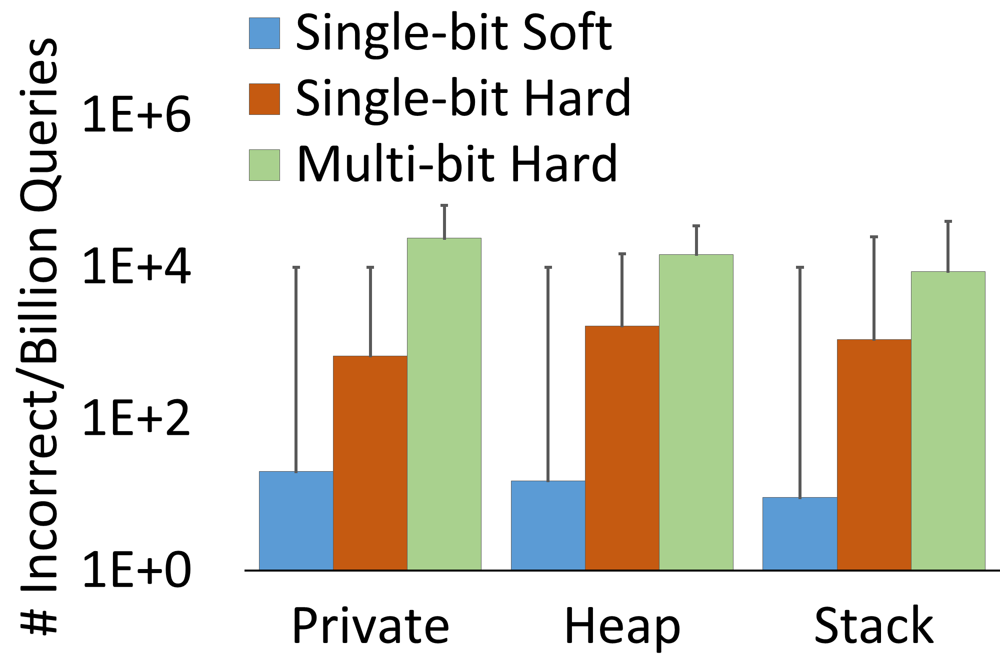 Single-bit Soft
Single-bit Hard
Multi-bit Hard
# Incorrect/Billion Queries
1E+6
1E+4
1E+2
1E+0
Private
Heap
Stack